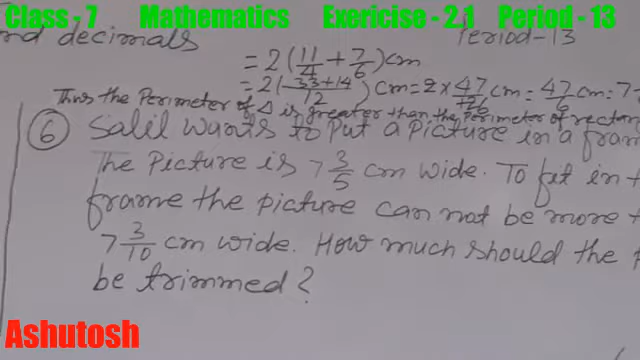 Class - 7 Mathematics Exericise - 2.1 Period - 13
and decimals Period-13
= 2 (11/4 + 7/6) cm
= 2 (33+14/12) cm = 2 × 47/12 cm = 47/6 cm = 7
Thus the Perimeter of Δ is greater than the Perimeter of rectan
6 Salil wants to Put a Picture in a fram
The Picture is 7 3/5 cm wide. To fit in
frame the picture can not be more
7 3/10 cm wide. How much should the
be trimmed?
Ashutosh